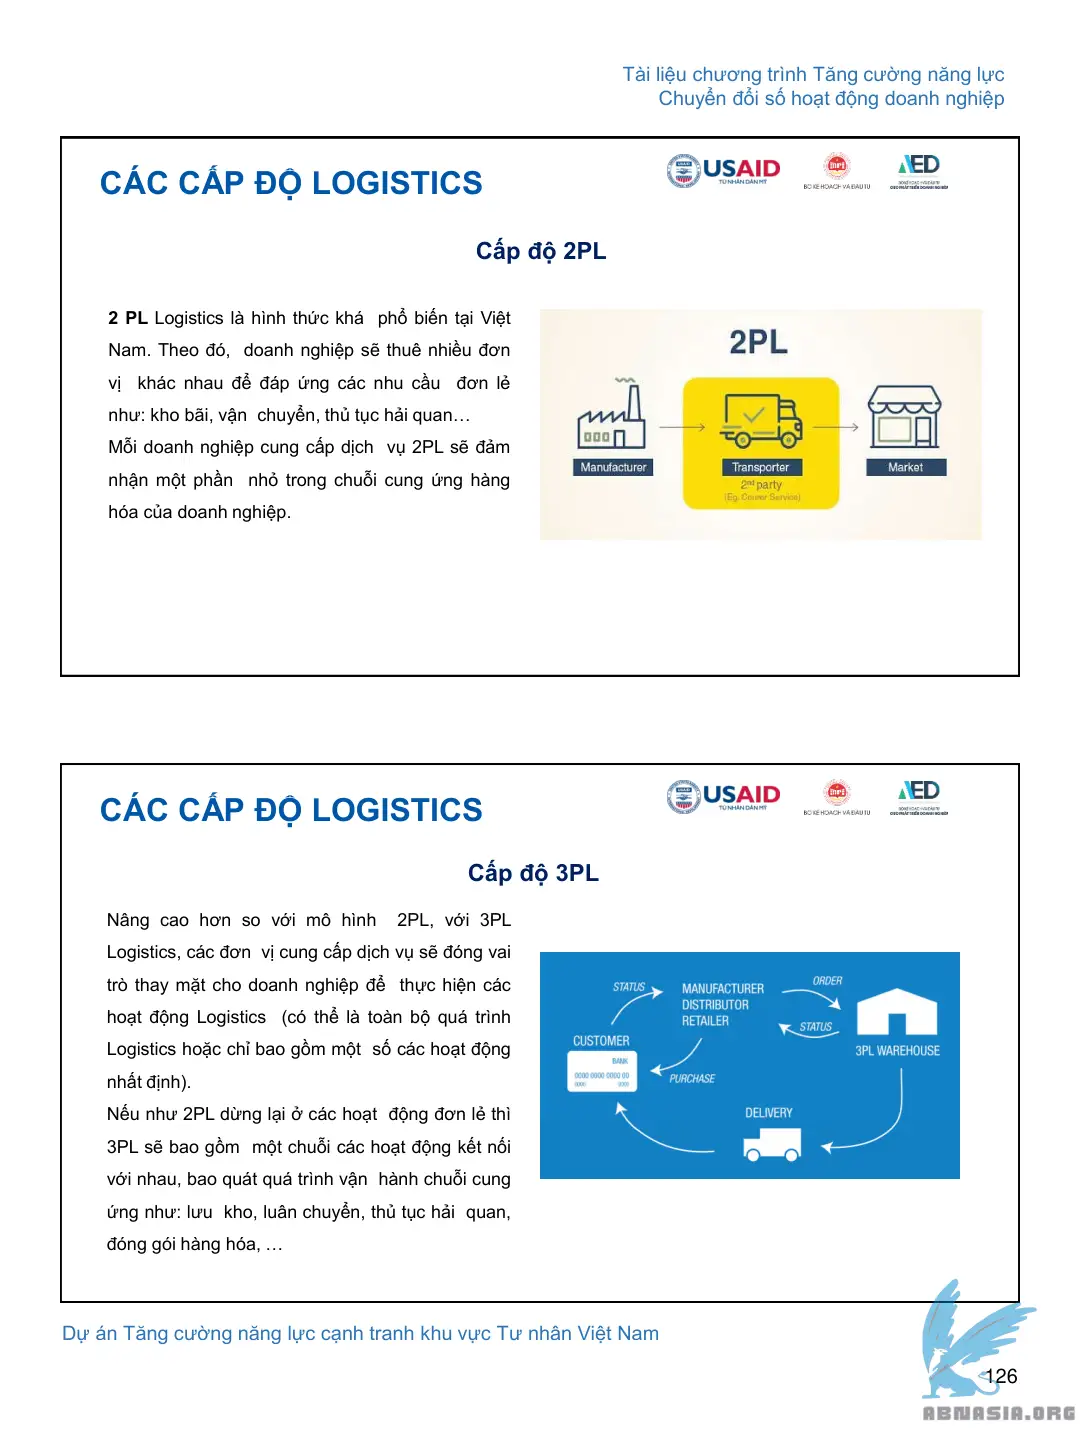 Tài liệu chương trình Tăng cường năng lực
Chuyển đổi số hoạt động doanh nghiệp
CÁC CẤP ĐỘ LOGISTICS
USAID
TỪ NHÂN DÂN MỸ
BỘ KẾ HOẠCH VÀ ĐẦU TƯ
AED
CỤC PHÁT TRIỂN DOANH NGHIỆP
Cấp độ 2PL
2 PL Logistics là hình thức khá phổ biến tại Việt
Nam. Theo đó, doanh nghiệp sẽ thuê nhiều đơn
vị khác nhau để đáp ứng các nhu cầu đơn lẻ
như: kho bãi, vận chuyển, thủ tục hải quan…
Mỗi doanh nghiệp cung cấp dịch vụ 2PL sẽ đảm
nhận một phần nhỏ trong chuỗi cung ứng hàng
hóa của doanh nghiệp.
2PL
Manufacturer
Transporter
Market
2nd party
(Eg. Courier Service)
CÁC CẤP ĐỘ LOGISTICS
USAID
TỪ NHÂN DÂN MỸ
BỘ KẾ HOẠCH VÀ ĐẦU TƯ
AED
CỤC PHÁT TRIỂN DOANH NGHIỆP
Cấp độ 3PL
Nâng cao hơn so với mô hình 2PL, với 3PL
Logistics, các đơn vị cung cấp dịch vụ sẽ đóng vai
trò thay mặt cho doanh nghiệp để thực hiện các
hoạt động Logistics (có thể là toàn bộ quá trình
Logistics hoặc chỉ bao gồm một số các hoạt động
nhất định).
Nếu như 2PL dừng lại ở các hoạt động đơn lẻ thì
3PL sẽ bao gồm một chuỗi các hoạt động kết nối
với nhau, bao quát quá trình vận hành chuỗi cung
ứng như: lưu kho, luân chuyển, thủ tục hải quan,
đóng gói hàng hóa, …
STATUS
MANUFACTURER
DISTRIBUTOR
RETAILER
ORDER
STATUS
3PL WAREHOUSE
CUSTOMER
BANK
0000 0000 0000 00
0000 0000
PURCHASE
DELIVERY
Dự án Tăng cường năng lực cạnh tranh khu vực Tư nhân Việt Nam
126
ABNASIA.ORG